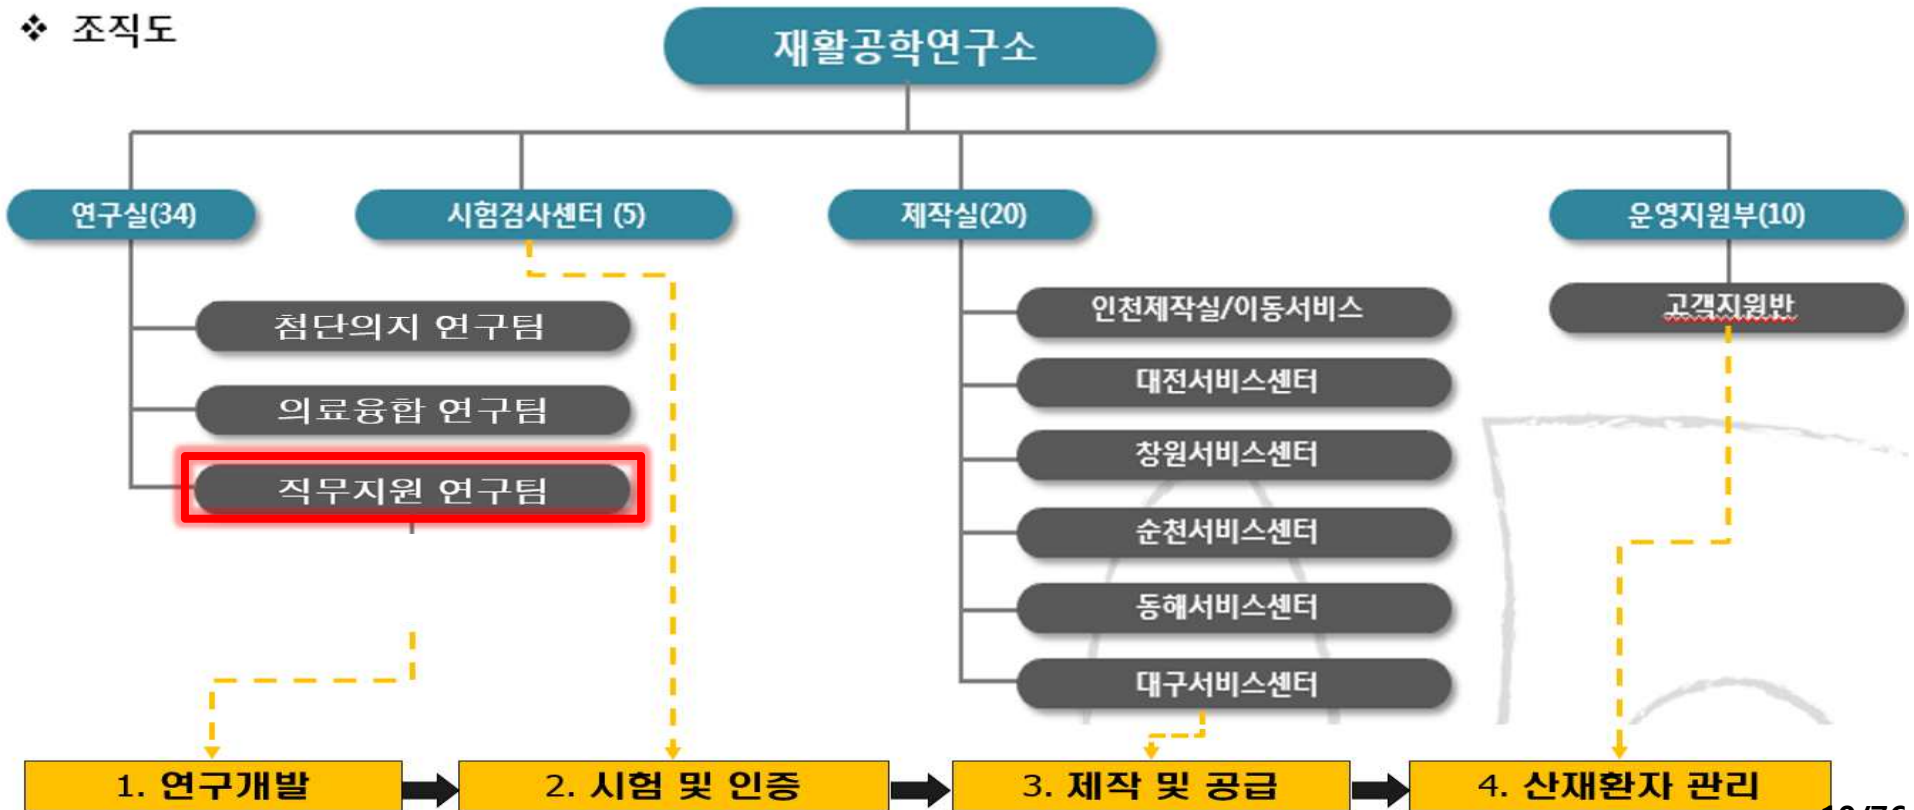 ❖ 조직도
재활공학연구소
연구실(34)
시험검사센터 (5)
제작실(20)
운영지원부(10)
첨단의지 연구팀
의료융합 연구팀
직무지원 연구팀
인천제작실/이동서비스
대전서비스센터
창원서비스센터
순천서비스센터
동해서비스센터
대구서비스센터
고객지원반
1. 연구개발
2. 시험 및 인증
3. 제작 및 공급
4. 산재환자 관리